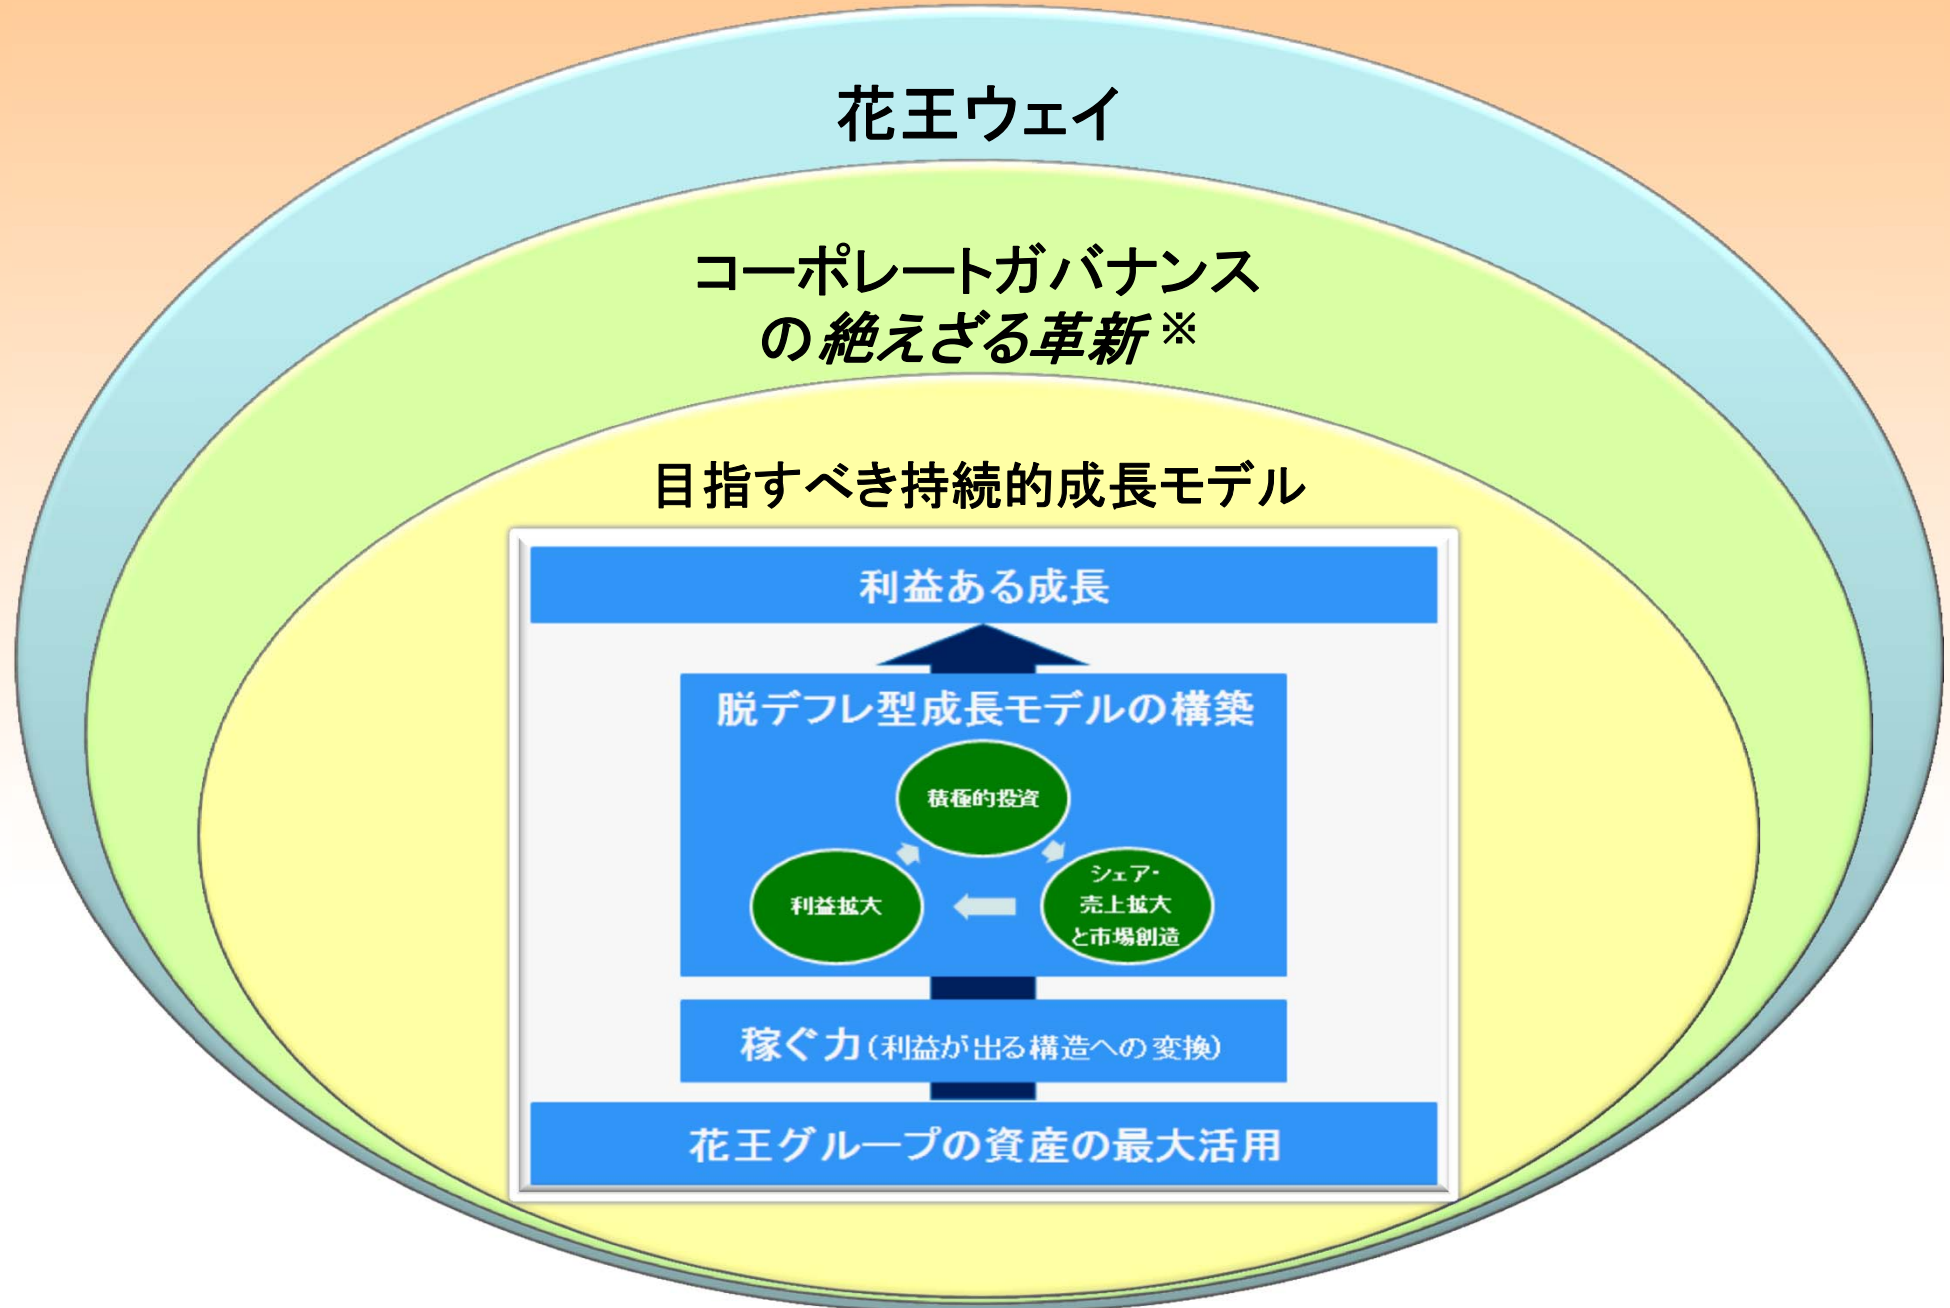 花王ウェイ
コーポレートガバナンス
の絶えざる革新※
目指すべき持続的成長モデル
利益ある成長
脱デフレ型成長モデルの構築
積極的投資
シェア・
売上拡大
と市場創造
利益拡大
稼ぐ力(利益が出る構造への変換)
花王グループの資産の最大活用